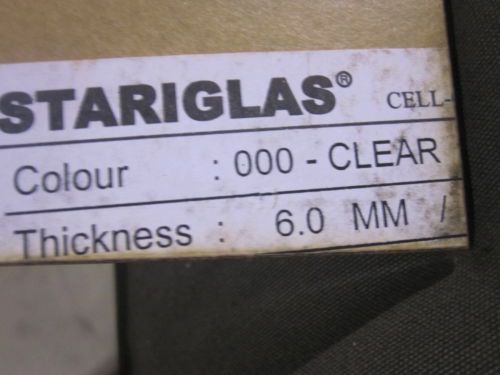 STARIGLAS® CELL-
Colour : 000 - CLEAR
Thickness : 6.0 MM /